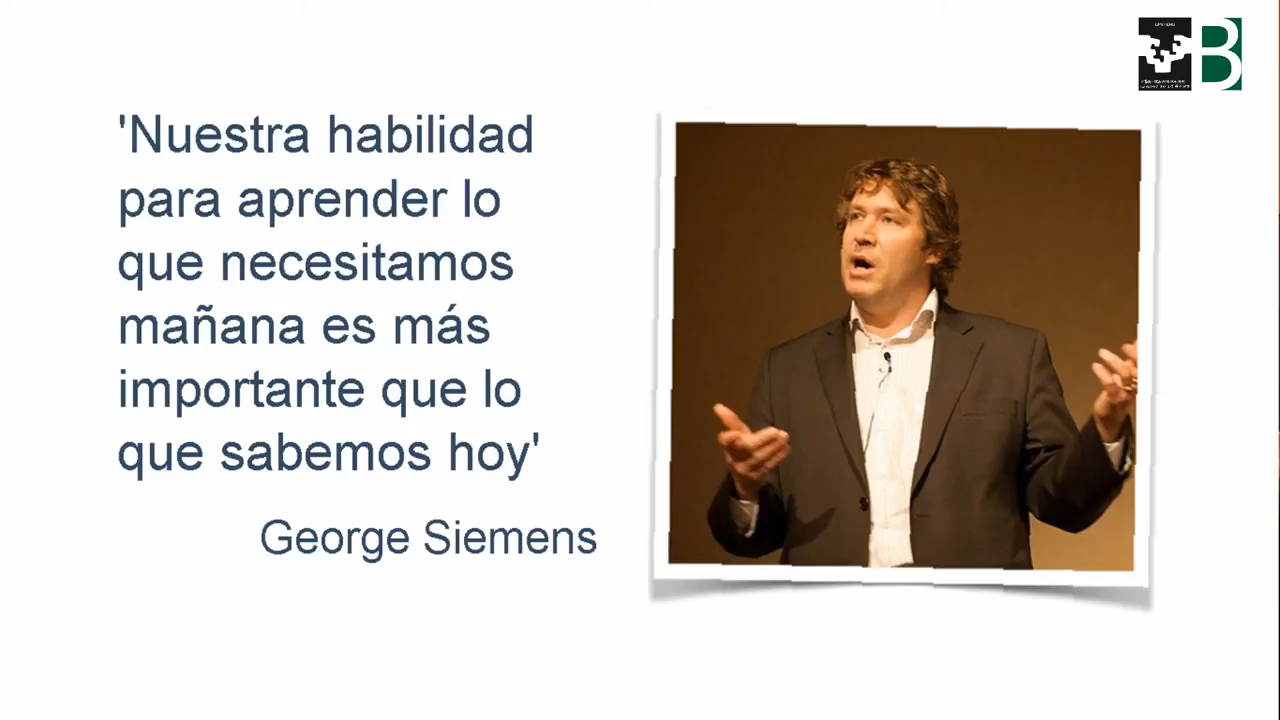 'Nuestra habilidad
para aprender lo
que necesitamos
mañana es más
importante que lo
que sabemos hoy'
George Siemens
B